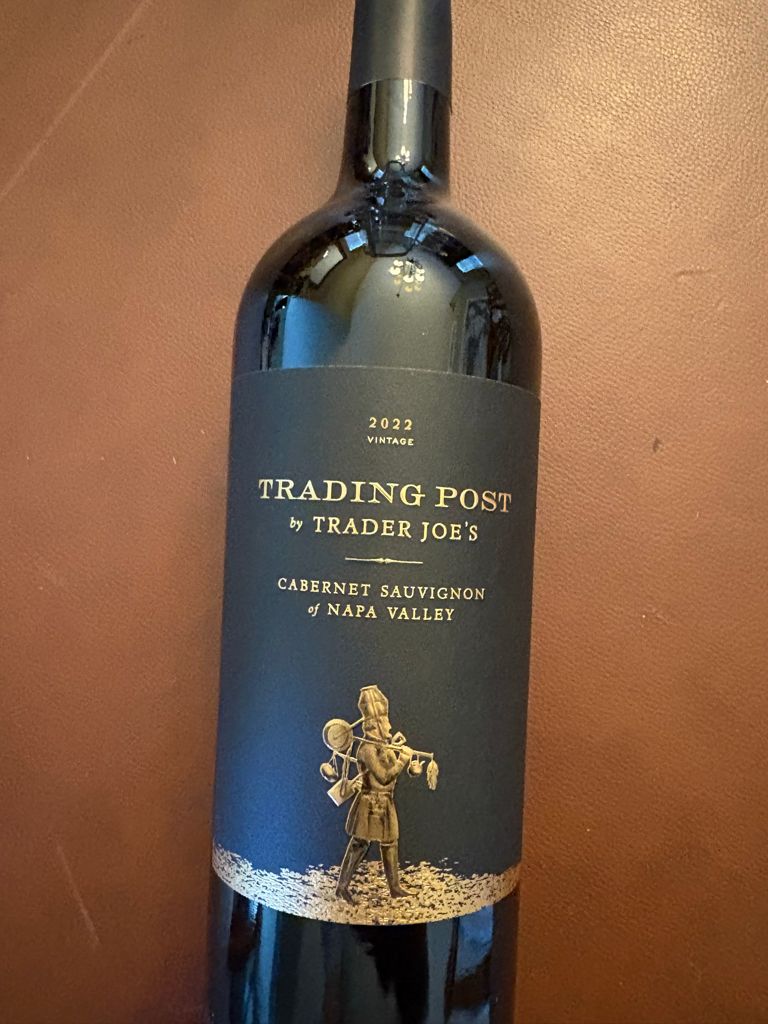 2022
VINTAGE
TRADING POST
by TRADER JOE'S
CABERNET SAUVIGNON
of NAPA VALLEY